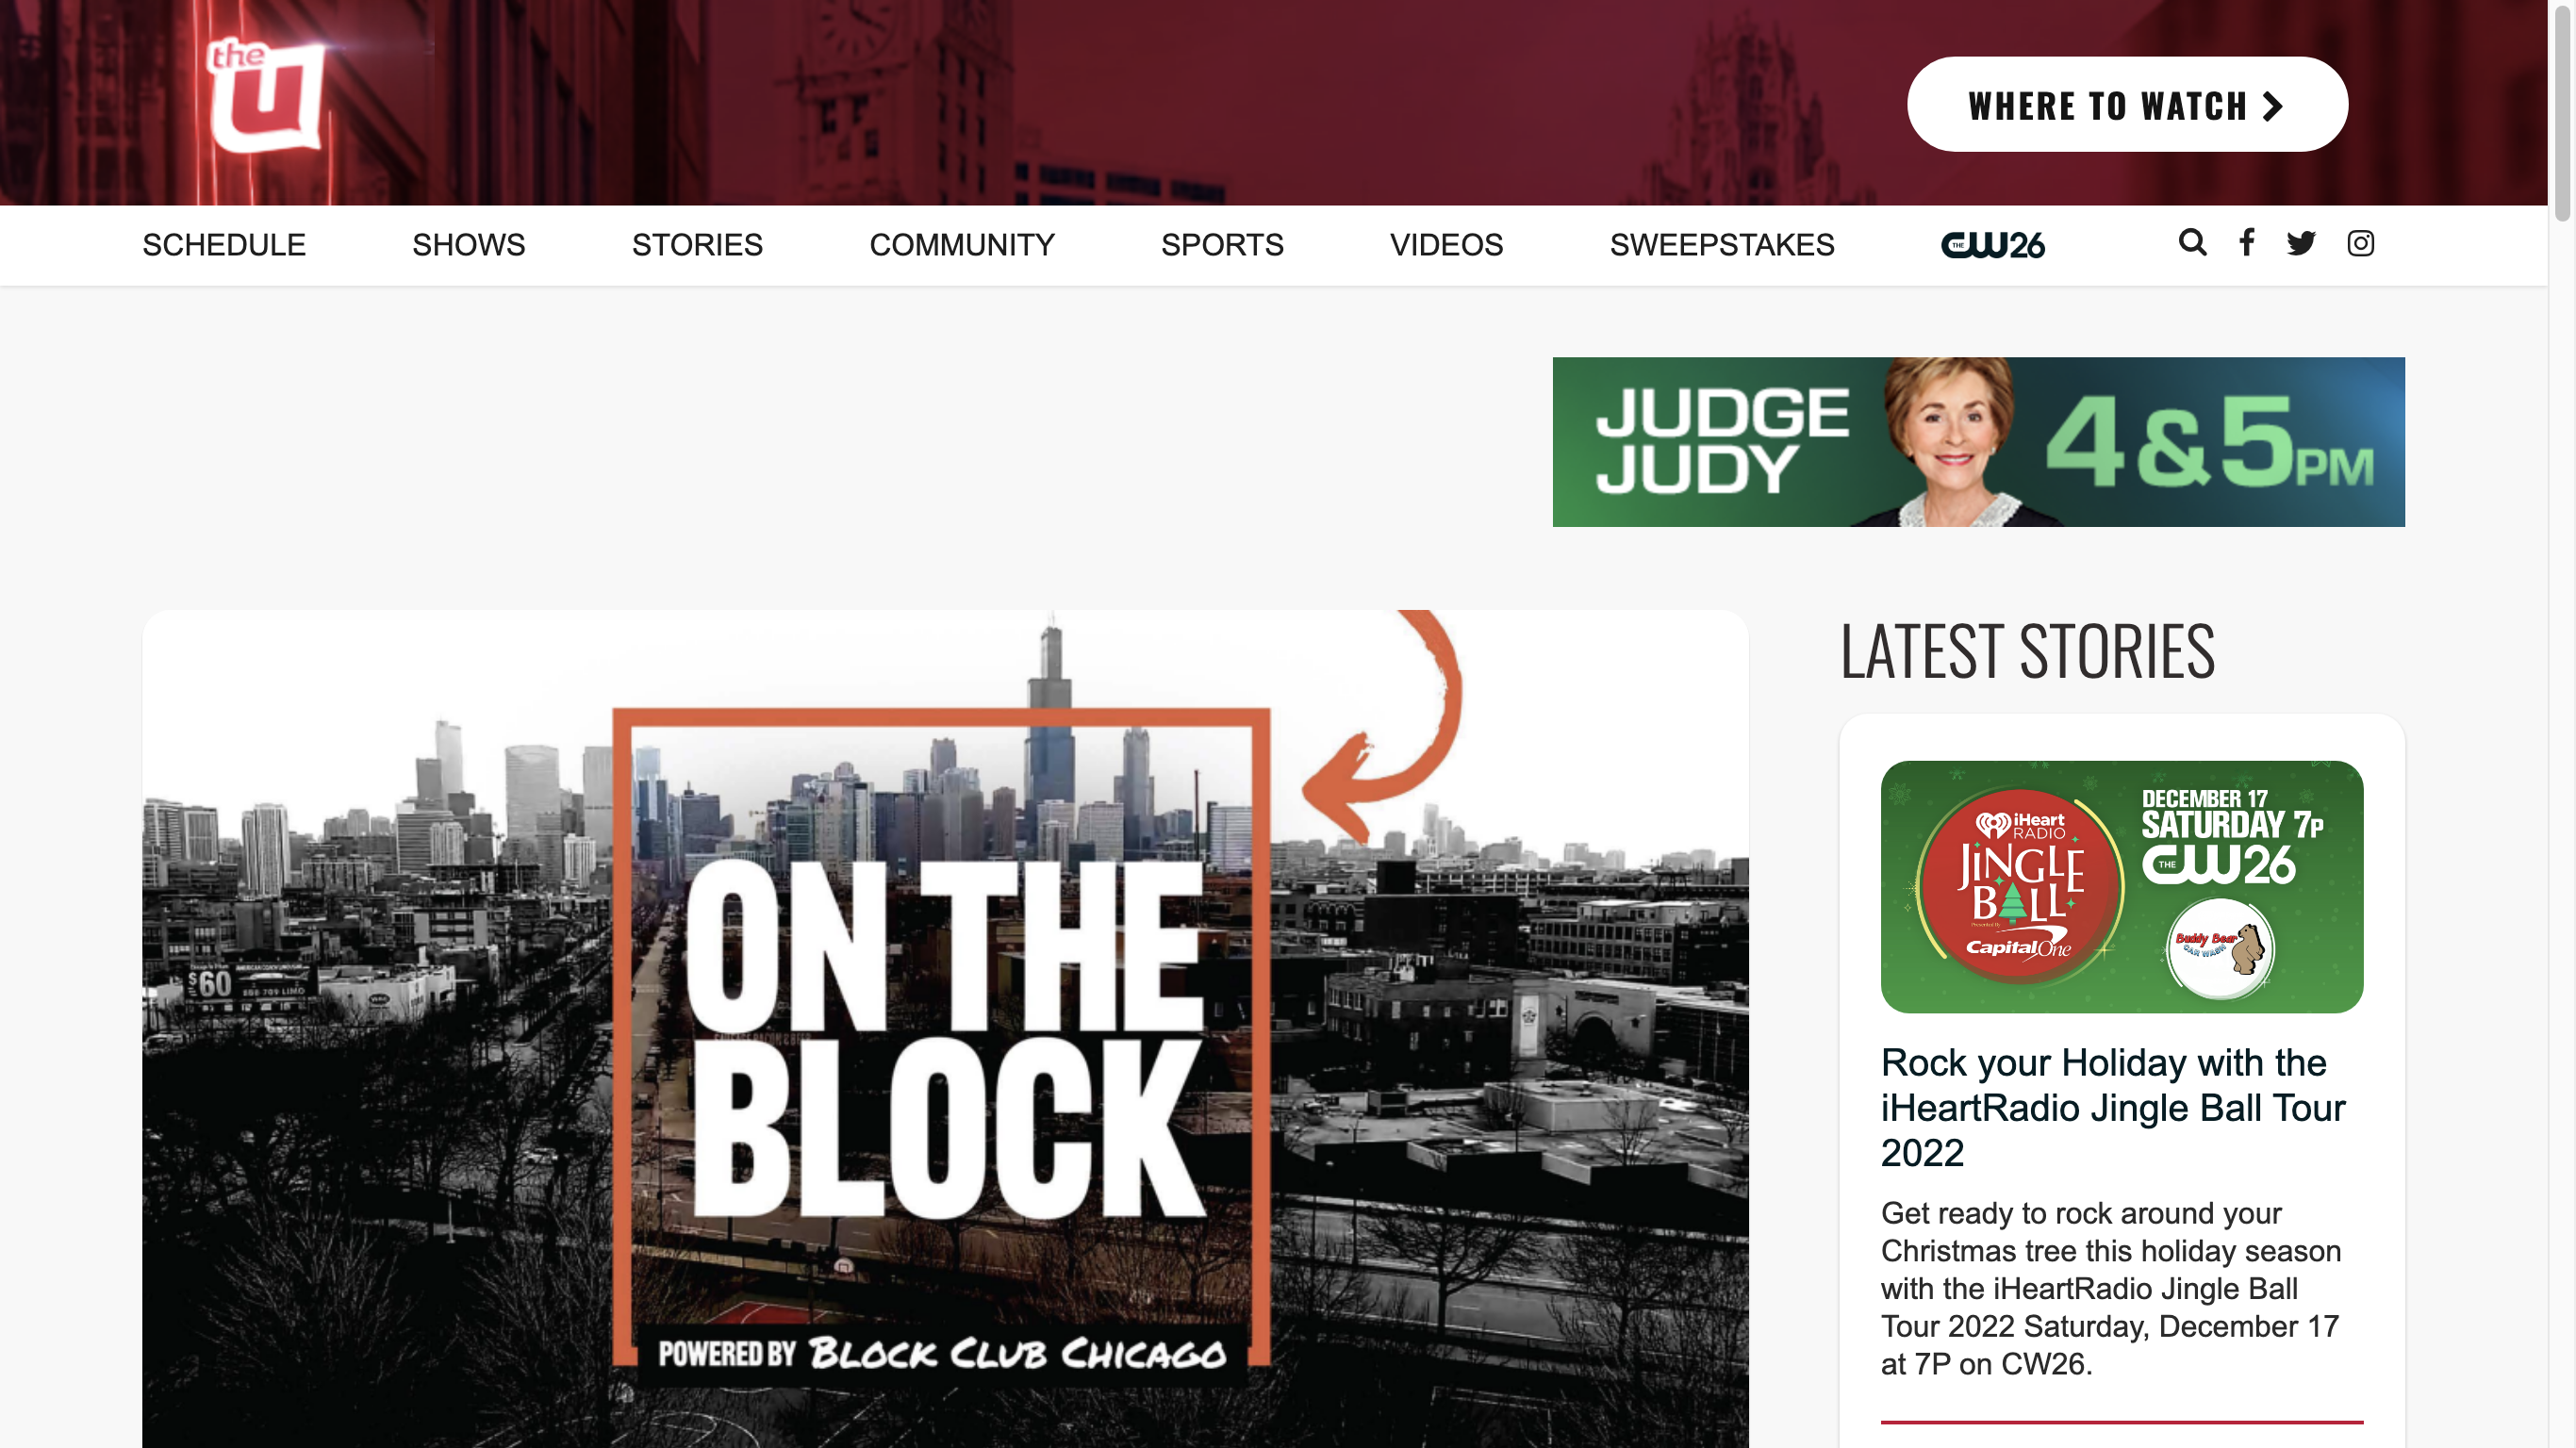 the U
WHERE TO WATCH
SCHEDULE
SHOWS
STORIES
COMMUNITY
SPORTS
VIDEOS
SWEEPSTAKES
THE CW26
JUDGE
JUDY
4 & 5 PM
ON THE
BLOCK
POWERED BY BLOCK CLUB CHICAGO
$60
LATEST STORIES
iHeart
RADIO
JINGLE
BALL
Presented by
Capital One
DECEMBER 17
SATURDAY 7P
THE CW26
Buddy Bear
CAR WASH
Rock your Holiday with the
iHeartRadio Jingle Ball Tour
2022
Get ready to rock around your
Christmas tree this holiday season
with the iHeartRadio Jingle Ball
Tour 2022 Saturday, December 17
at 7P on CW26.